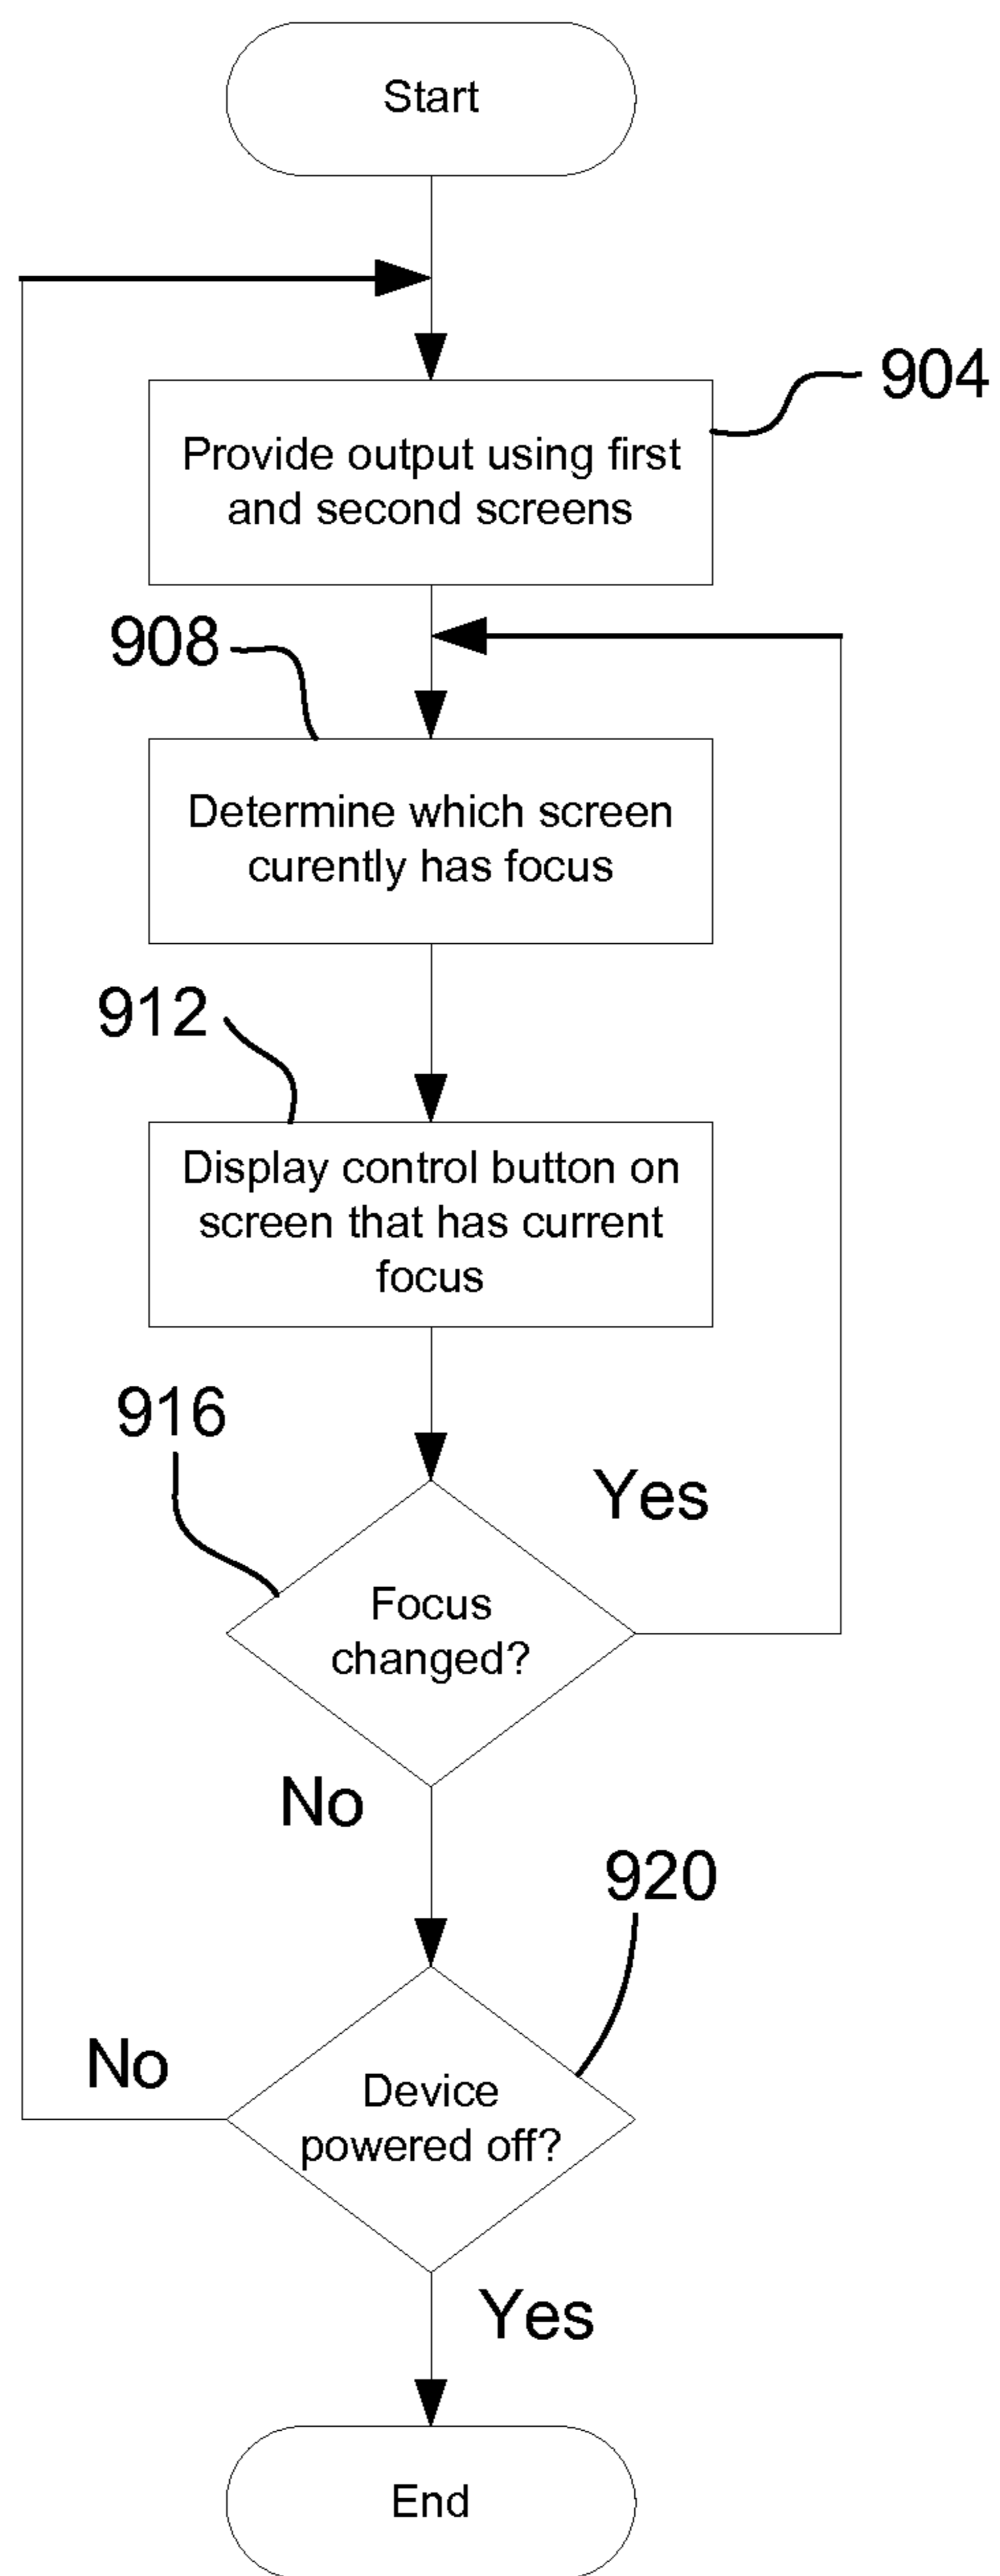 Start
904
Provide output using first
and second screens
908
Determine which screen
curently has focus
912
Display control button on
screen that has current
focus
916
Yes
Focus
changed?
No
920
No
Device
powered off?
Yes
End